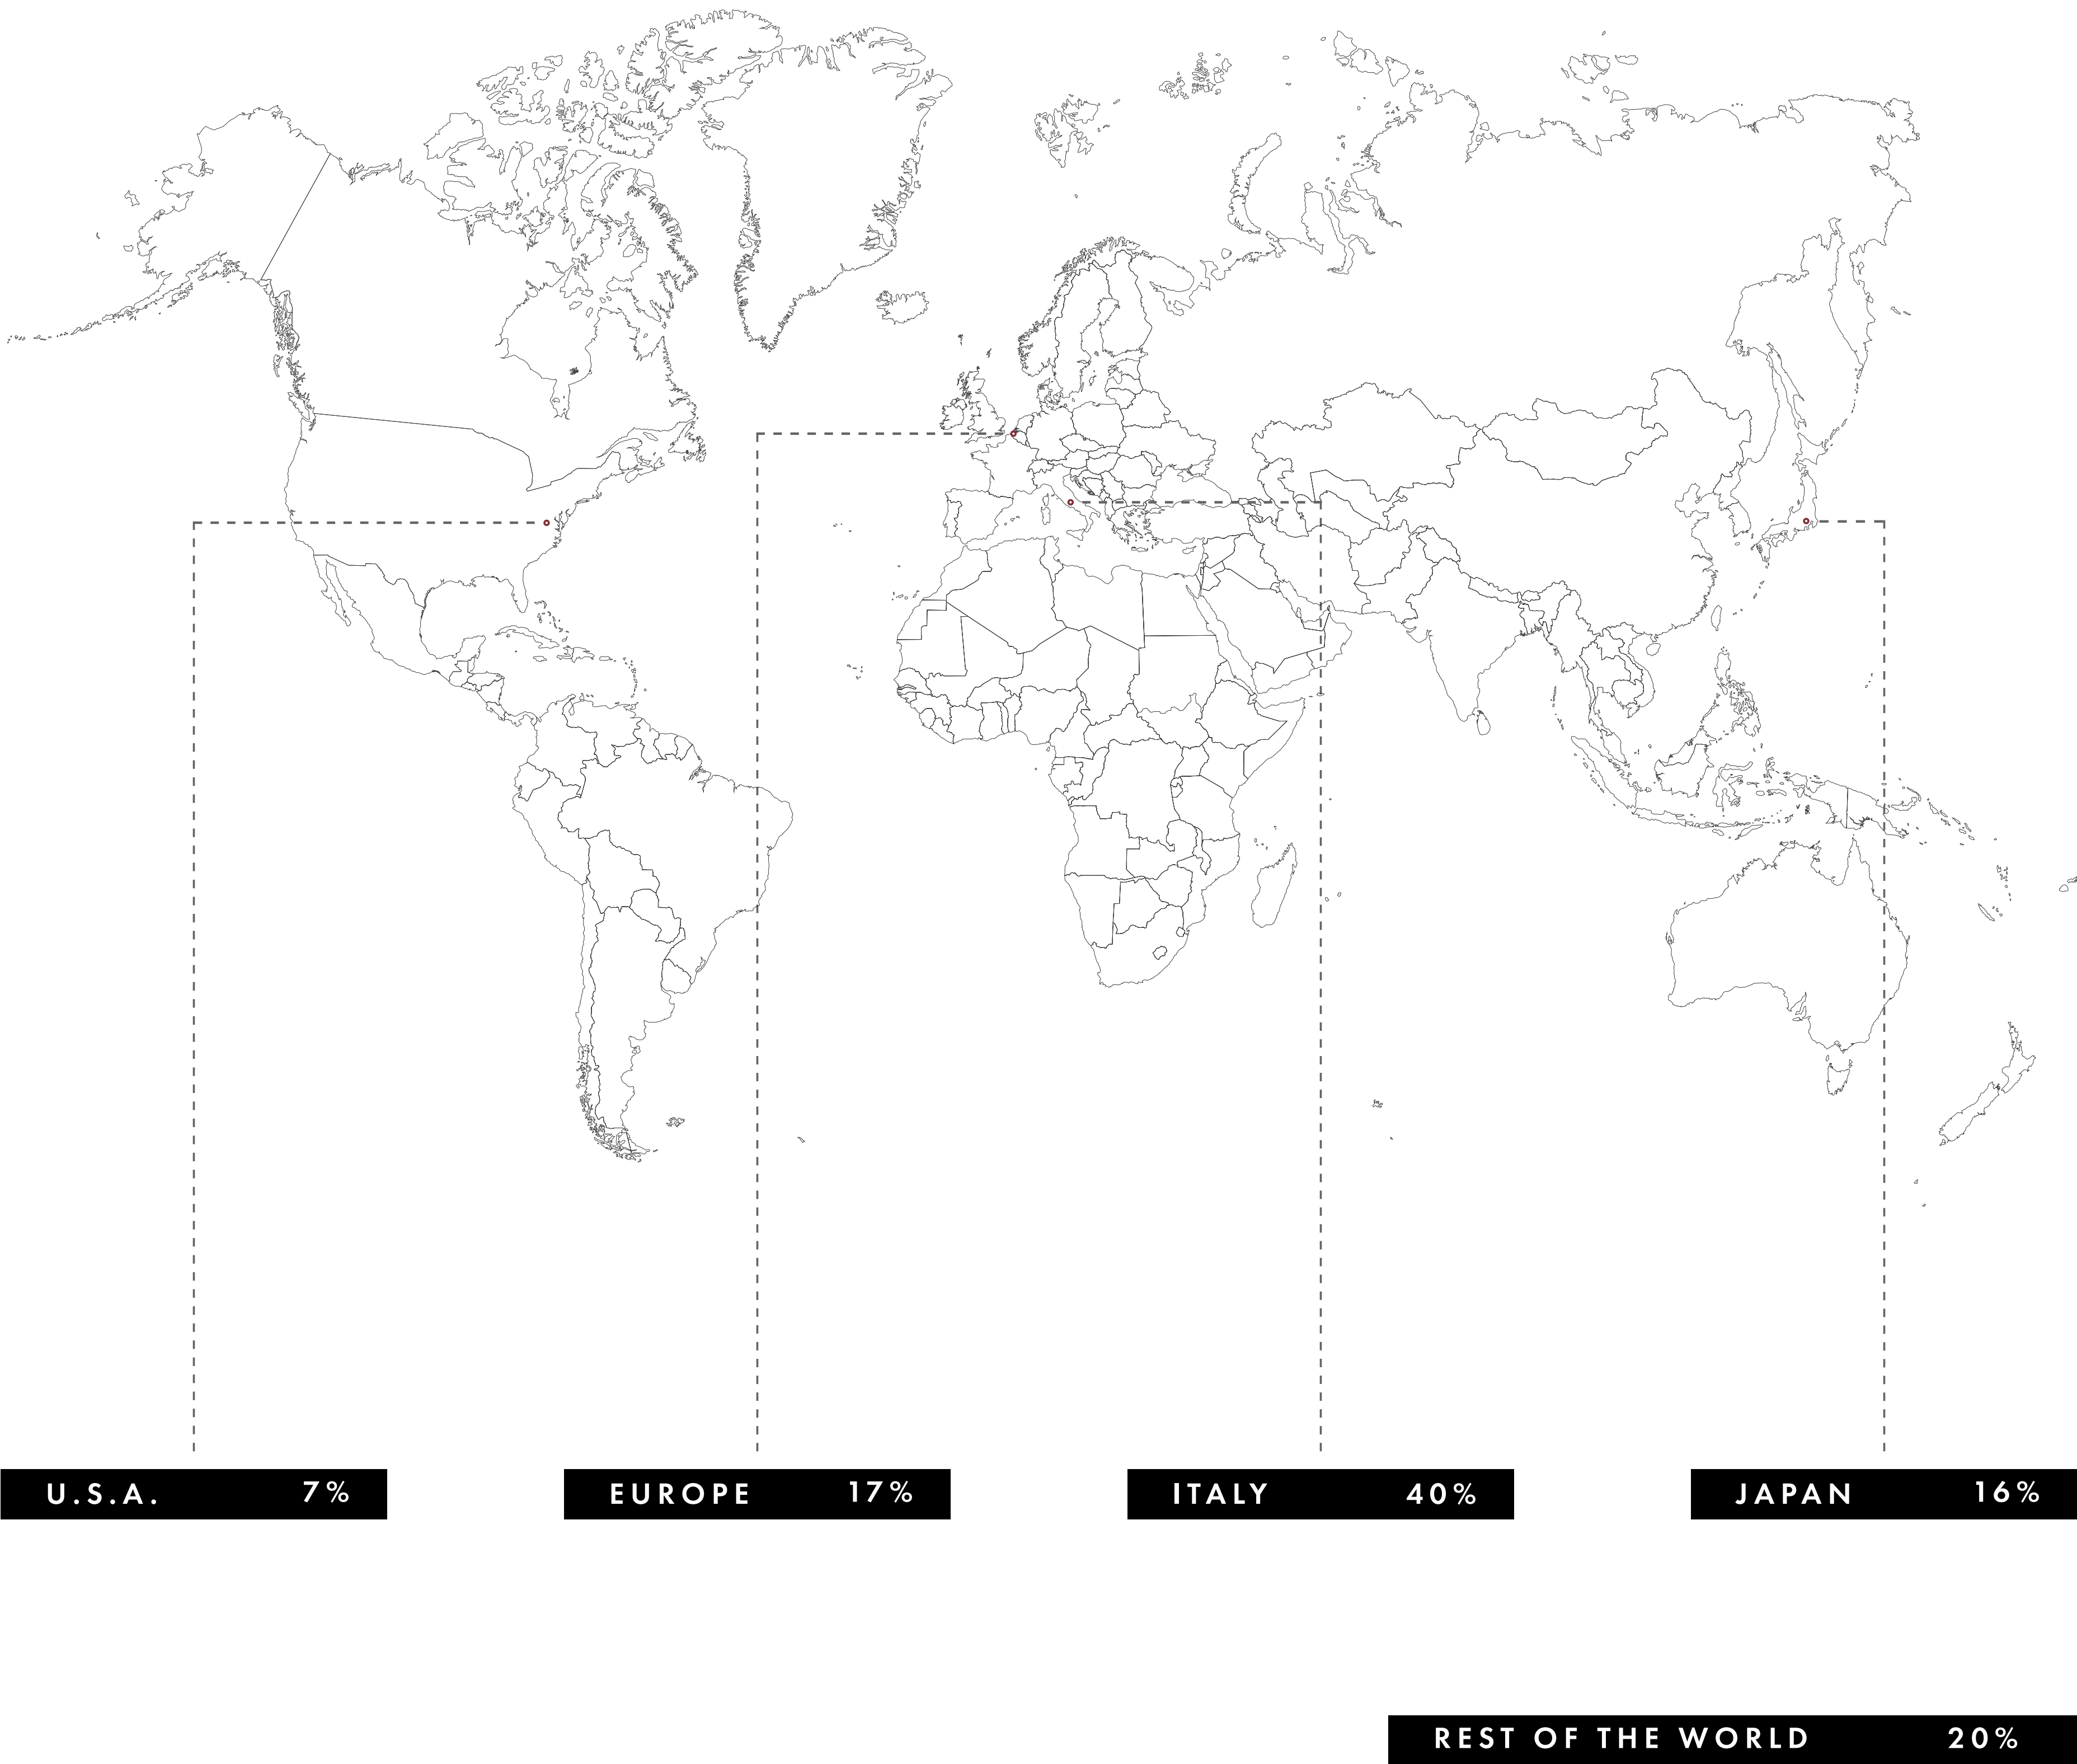 U.S.A. 7%
EUROPE 17%
ITALY 40%
JAPAN 16%
REST OF THE WORLD 20%